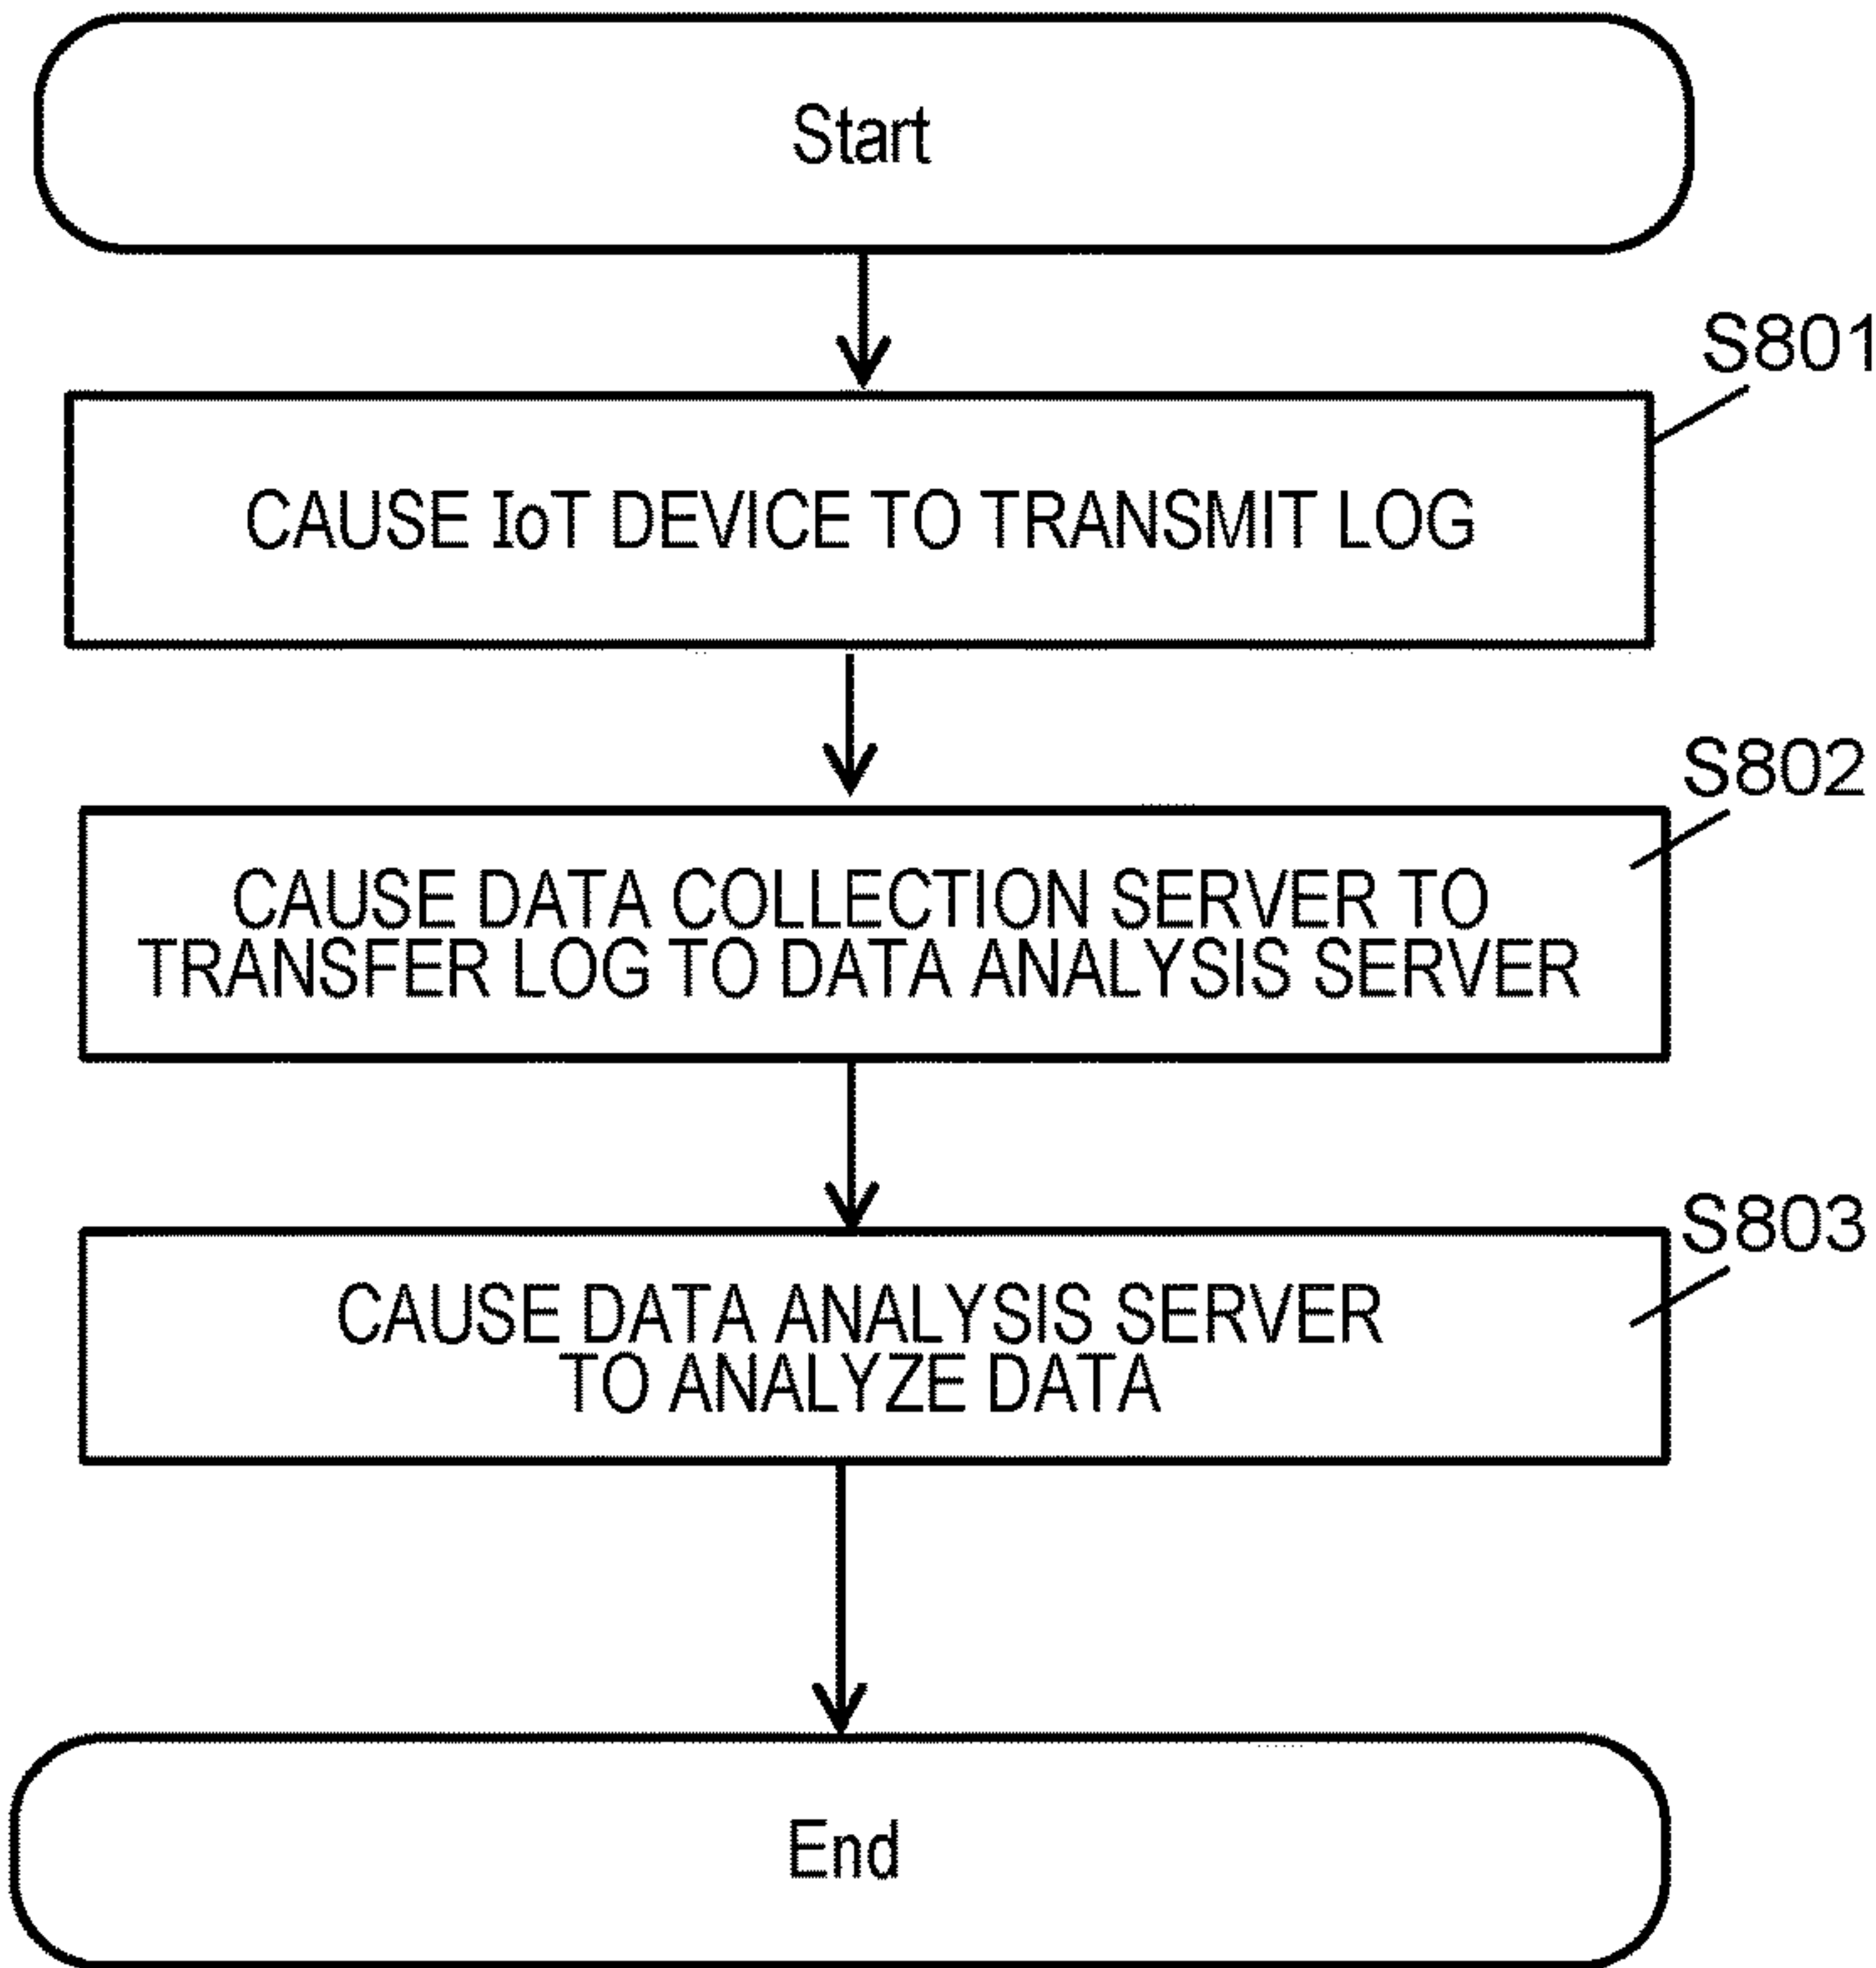 Start
S801
CAUSE IoT DEVICE TO TRANSMIT LOG
S802
CAUSE DATA COLLECTION SERVER TO
TRANSFER LOG TO DATA ANALYSIS SERVER
S803
CAUSE DATA ANALYSIS SERVER
TO ANALYZE DATA
End